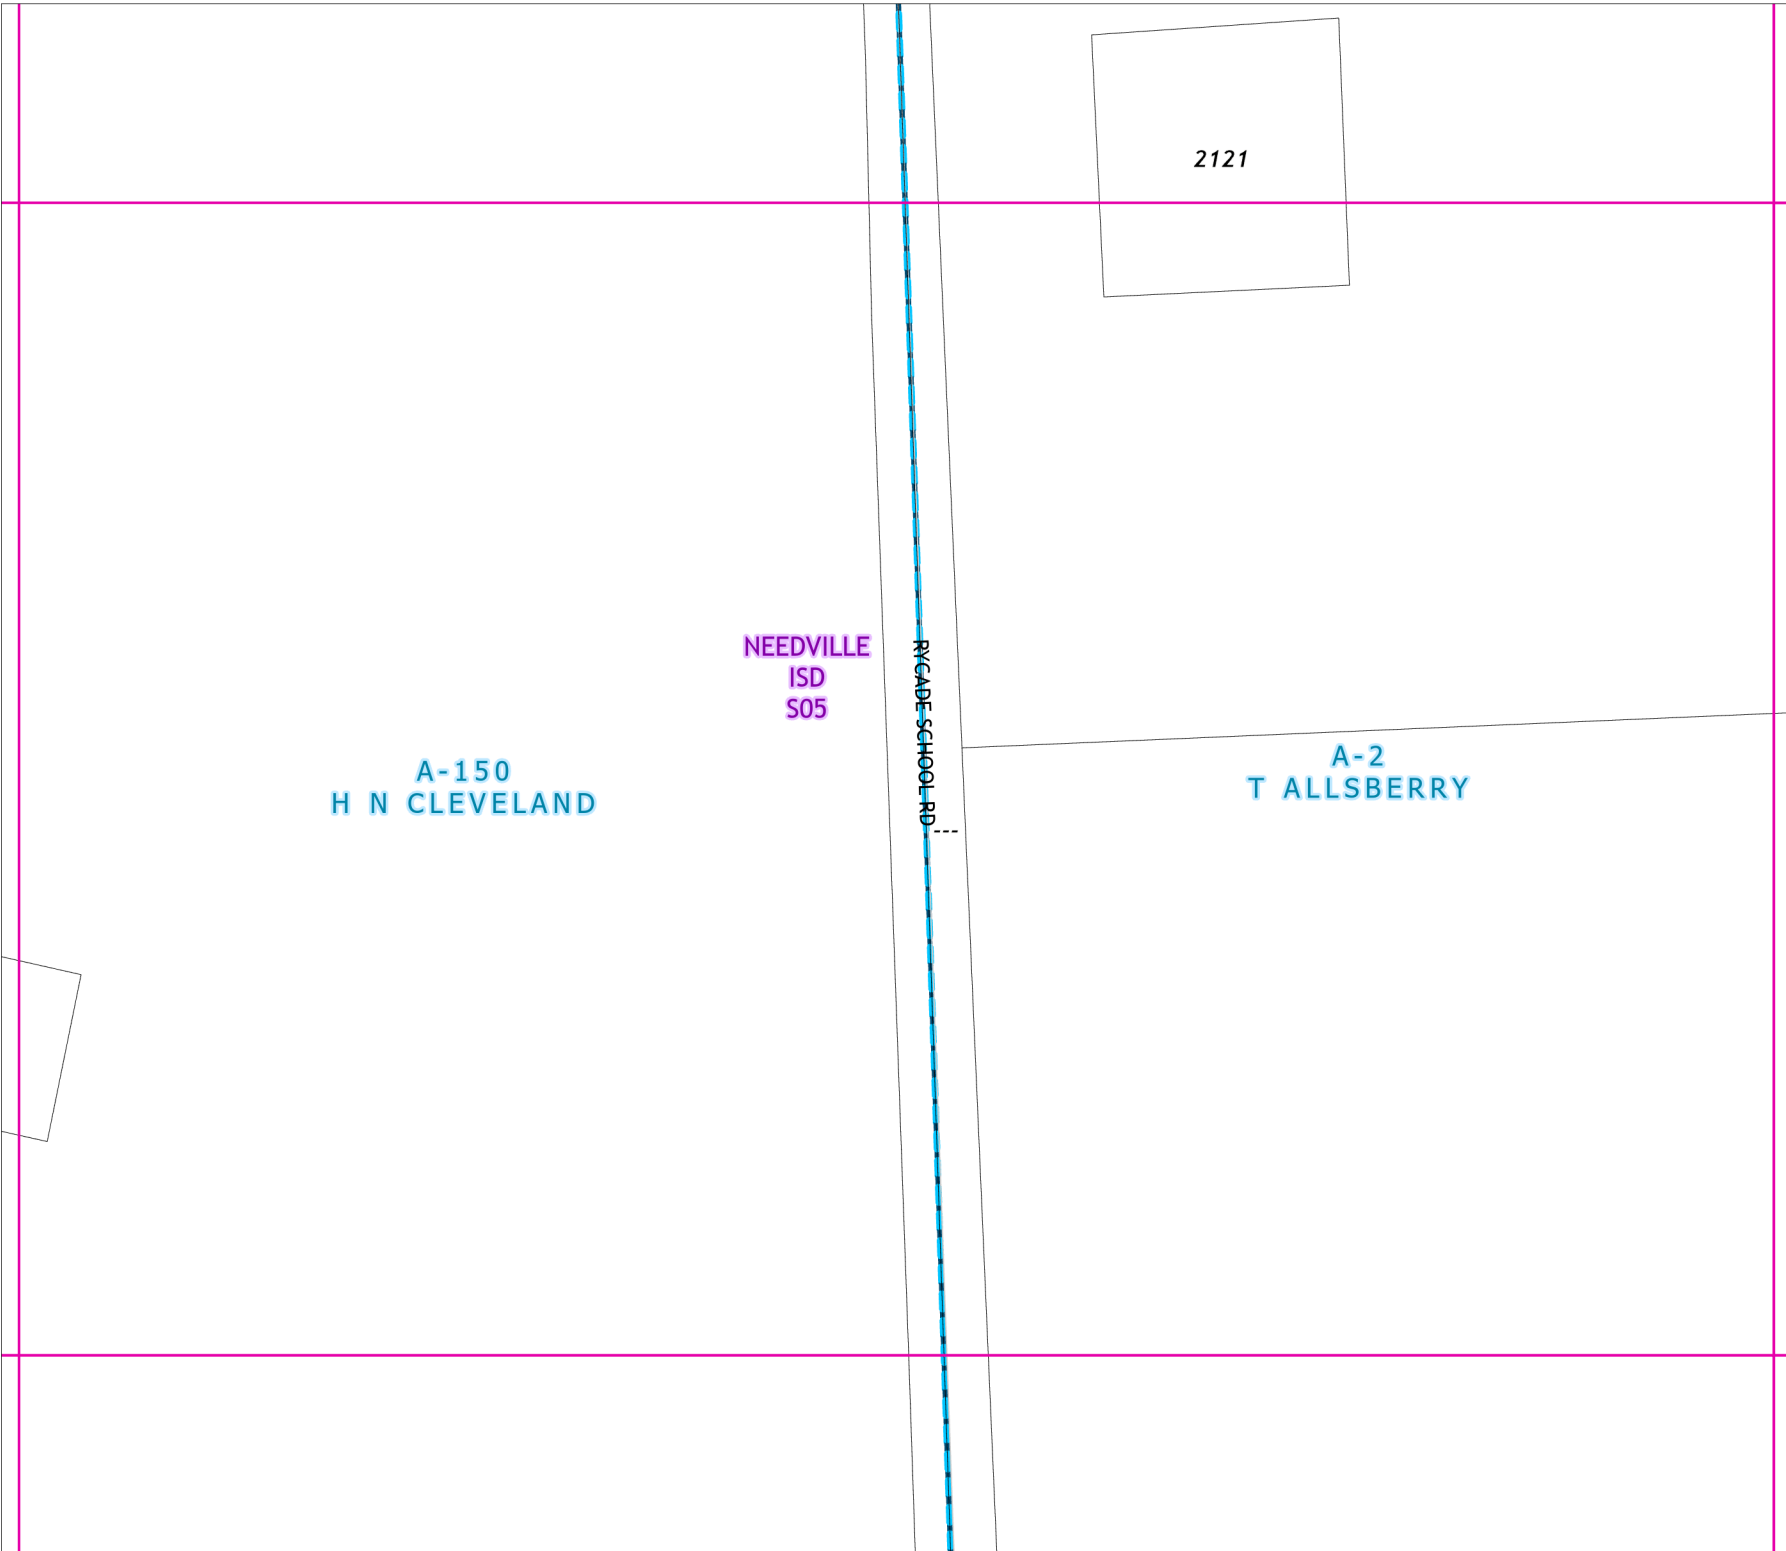 2121
NEEDVILLE
ISD
S05
RYCADE SCHOOL RD
A-150
H N CLEVELAND
A-2
T ALLSBERRY
---